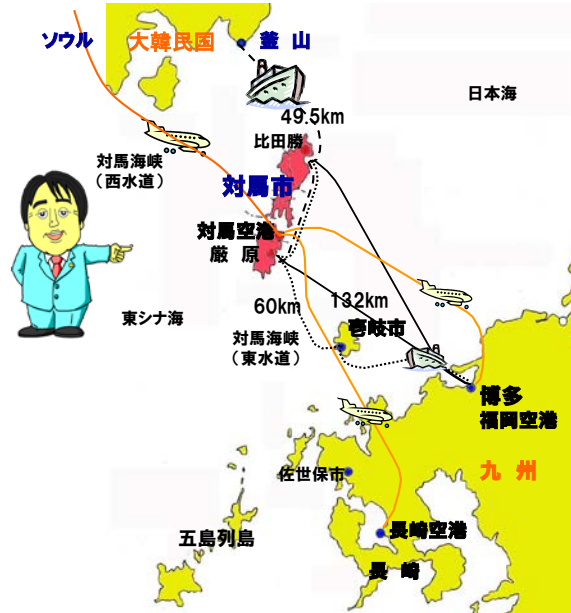 ソウル
大韓民国
釜山
日本海
49.5km
比田勝
対馬海峡
（西水道）
対馬市
対馬空港
厳原
東シナ海
60km
132km
対馬海峡
（東水道）
壱岐市
博多
福岡空港
九州
佐世保市
五島列島
長崎空港
長崎